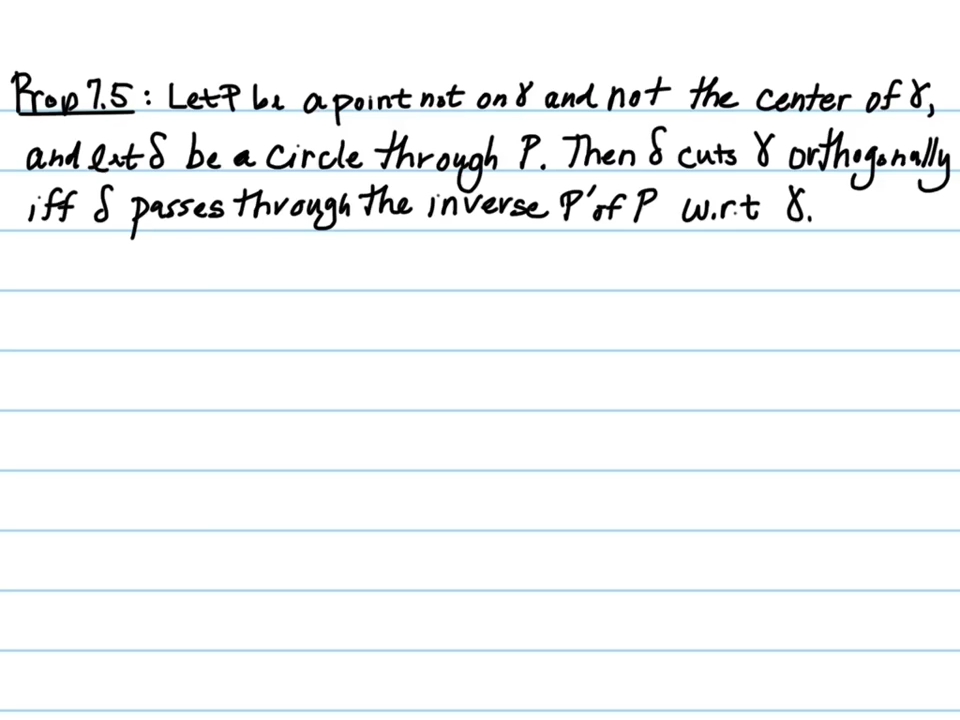 Prop 7.5: Let P be a point not on γ and not the center of γ,
and let δ be a circle through P. Then δ cuts γ orthogonally
iff δ passes through the inverse P' of P w.r.t γ.